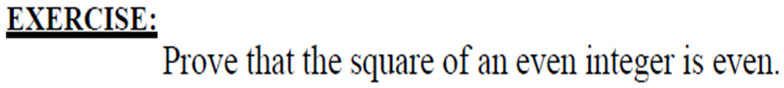 EXERCISE:
Prove that the square of an even integer is even.